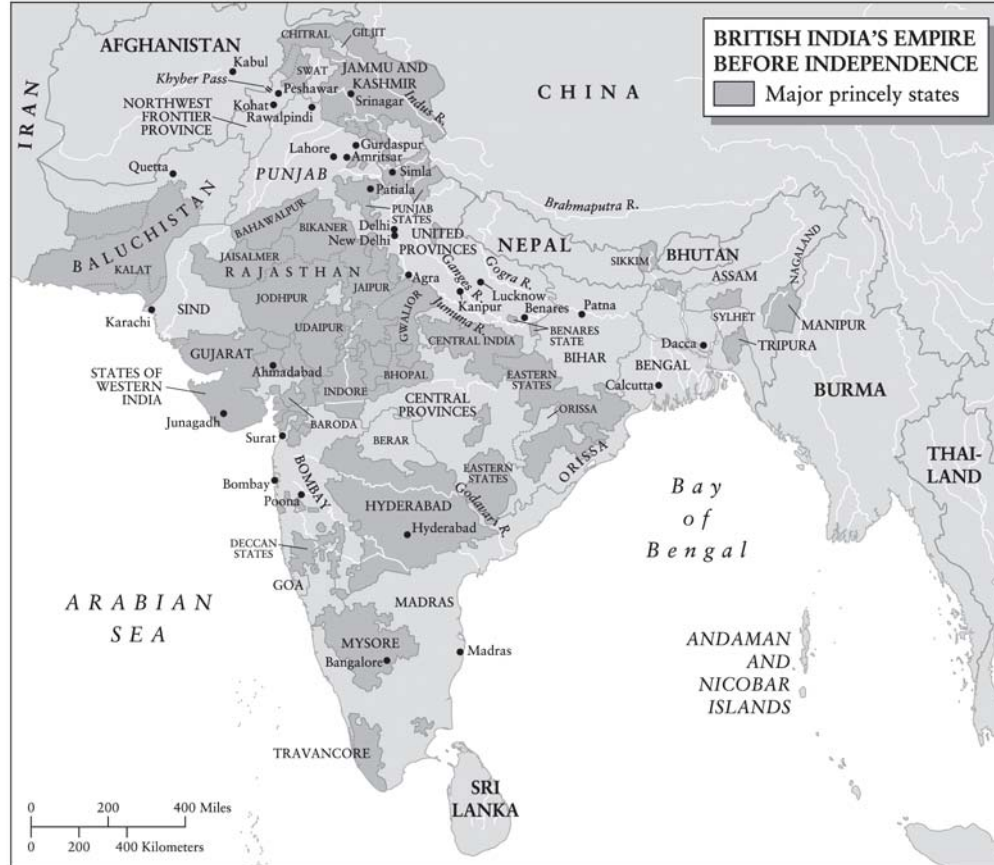 BRITISH INDIA'S EMPIRE
BEFORE INDEPENDENCE
Major princely states
AFGHANISTAN
Kabul
Khyber Pass
CHITRAL
GILJIT
SWAT
JAMMU AND
KASHMIR
Peshawar
Srinagar
Indus R.
Kohat
Rawalpindi
NORTHWEST
FRONTIER
PROVINCE
IRAN
CHINA
Lahore
Gurdaspur
Amritsar
PUNJAB
Simla
Quetta
Patiala
PUNJAB
STATES
BALUCHISTAN
KALAT
BAHAWALPUR
BIKANER
Delhi
New Delhi
UNITED
PROVINCES
NEPAL
Brahmaputra R.
SIKKIM
BHUTAN
ASSAM
NAGALAND
JAISALMER
RAJASTHAN
JODHPUR
JAIPUR
Agra
Ganges R.
Gogra R.
Lucknow
Kanpur
Benares
Patna
BENARES
STATE
Jumuna R.
GWALIOR
SYLHET
MANIPUR
TRIPURA
Karachi
SIND
UDAIPUR
CENTRAL INDIA
BIHAR
Dacca
BENGAL
Calcutta
BURMA
GUJARAT
Ahmadabad
STATES OF
WESTERN
INDIA
INDORE
BHOPAL
EASTERN
STATES
Junagadh
BARODA
CENTRAL
PROVINCES
ORISSA
ORISSA
Surat
BERAR
THAI-
LAND
Bombay
BOMBAY
Poona
HYDERABAD
Hyderabad
EASTERN
STATES
Godavari R.
Bay
of
Bengal
DECCAN
STATES
GOA
ARABIAN
SEA
MADRAS
MYSORE
Bangalore
Madras
ANDAMAN
AND
NICOBAR
ISLANDS
TRAVANCORE
SRI
LANKA
0 200 400 Miles
0 200 400 Kilometers